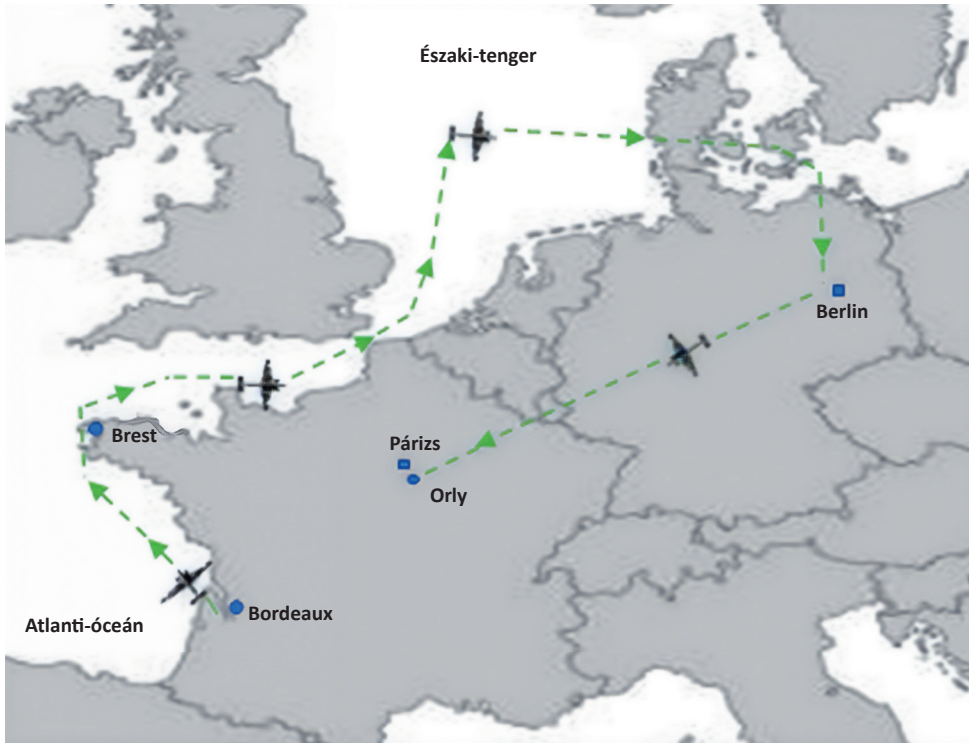 Északi-tenger
Berlin
Brest
Párizs
Orly
Bordeaux
Atlanti-óceán